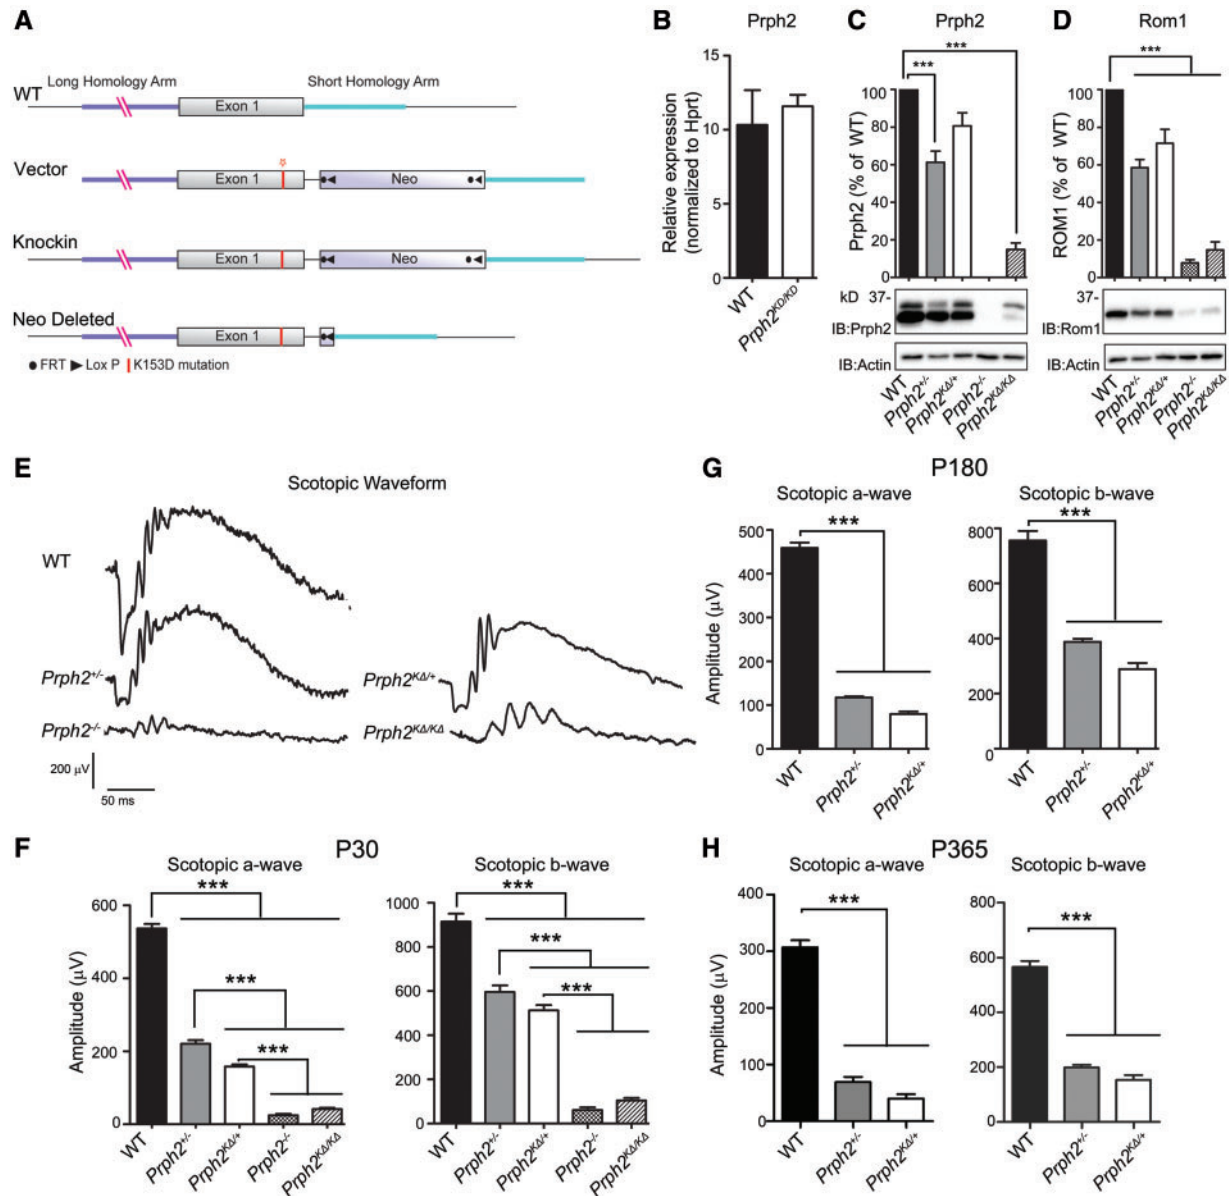 A
Long Homology Arm
Short Homology Arm
WT
Exon 1
Vector
Exon 1
Neo
Knockin
Exon 1
Neo
Neo Deleted
Exon 1
FRT Lox P K153D mutation
B
Prph2
Relative expression
(normalized to Hprt)
15
10
5
0
WT
Prph2KD/KD
C
Prph2
***
***
Prph2 (% of WT)
100
80
60
40
20
0
kD 37-
IB:Prph2
IB:Actin
WT
Prph2+/-
Prph2KΔ/+
Prph2-/-
Prph2KΔ/KΔ
D
Rom1
***
ROM1 (% of WT)
100
80
60
40
20
0
37-
IB:Rom1
IB:Actin
WT
Prph2+/-
Prph2KΔ/+
Prph2-/-
Prph2KΔ/KΔ
E
Scotopic Waveform
WT
Prph2+/-
Prph2KΔ/+
Prph2-/-
Prph2KΔ/KΔ
200 μV
50 ms
G
P180
Scotopic a-wave
***
Amplitude (μV)
500
400
300
200
100
0
WT
Prph2+/-
Prph2KΔ/+
Scotopic b-wave
***
800
600
400
200
0
WT
Prph2+/-
Prph2KΔ/+
F
P30
Scotopic a-wave
***
***
***
Amplitude (μV)
600
400
200
0
WT
Prph2+/-
Prph2KΔ/+
Prph2-/-
Prph2KΔ/KΔ
Scotopic b-wave
***
***
***
1000
800
600
400
200
0
WT
Prph2+/-
Prph2KΔ/+
Prph2-/-
Prph2KΔ/KΔ
H
P365
Scotopic a-wave
***
Amplitude (μV)
400
300
200
100
0
WT
Prph2+/-
Prph2KΔ/+
Scotopic b-wave
***
800
600
400
200
0
WT
Prph2+/-
Prph2KΔ/+